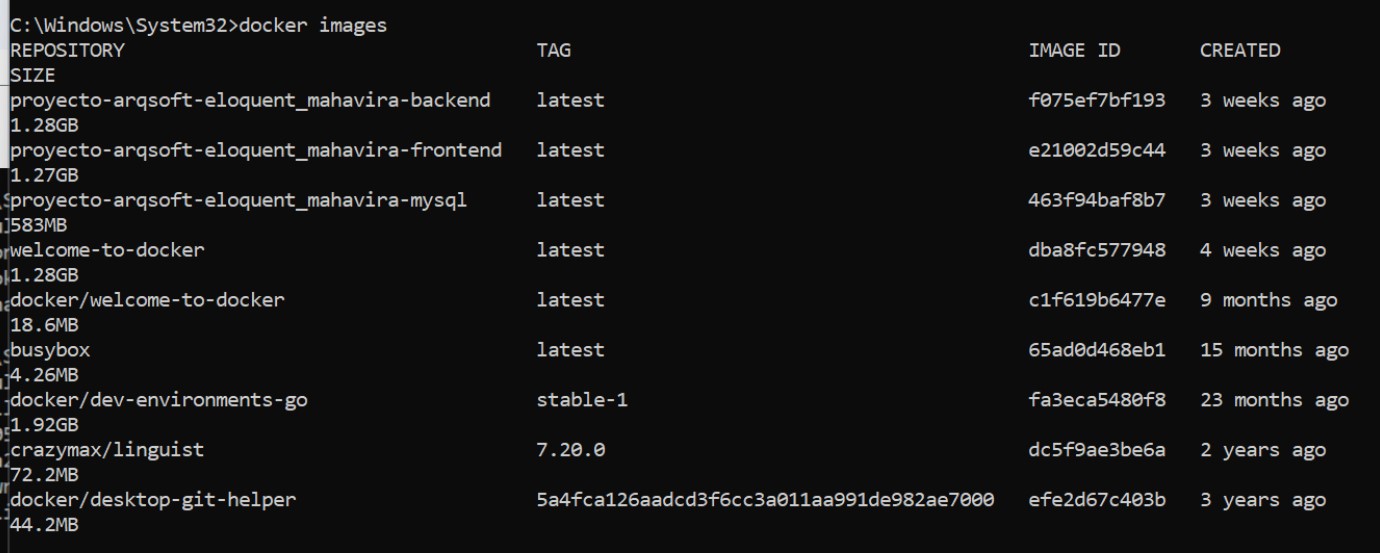 C:\Windows\System32>docker images
REPOSITORY TAG IMAGE ID CREATED
SIZE
proyecto-arqsoft-eloquent_mahavira-backend latest f075ef7bf193 3 weeks ago
1.28GB
proyecto-arqsoft-eloquent_mahavira-frontend latest e21002d59c44 3 weeks ago
1.27GB
proyecto-arqsoft-eloquent_mahavira-mysql latest 463f94baf8b7 3 weeks ago
583MB
welcome-to-docker latest dba8fc577948 4 weeks ago
1.28GB
docker/welcome-to-docker latest c1f619b6477e 9 months ago
18.6MB
busybox latest 65ad0d468eb1 15 months ago
4.26MB
docker/dev-environments-go stable-1 fa3eca5480f8 23 months ago
1.92GB
crazymax/linguist 7.20.0 dc5f9ae3be6a 2 years ago
72.2MB
docker/desktop-git-helper 5a4fca126aadcd3f6cc3a011aa991de982ae7000 efe2d67c403b 3 years ago
44.2MB